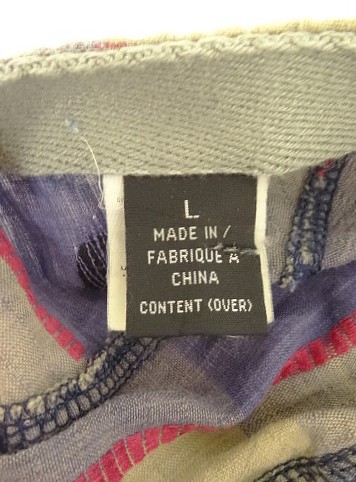 L
MADE IN /
FABRIQUE A
CHINA
CONTENT (OVER)